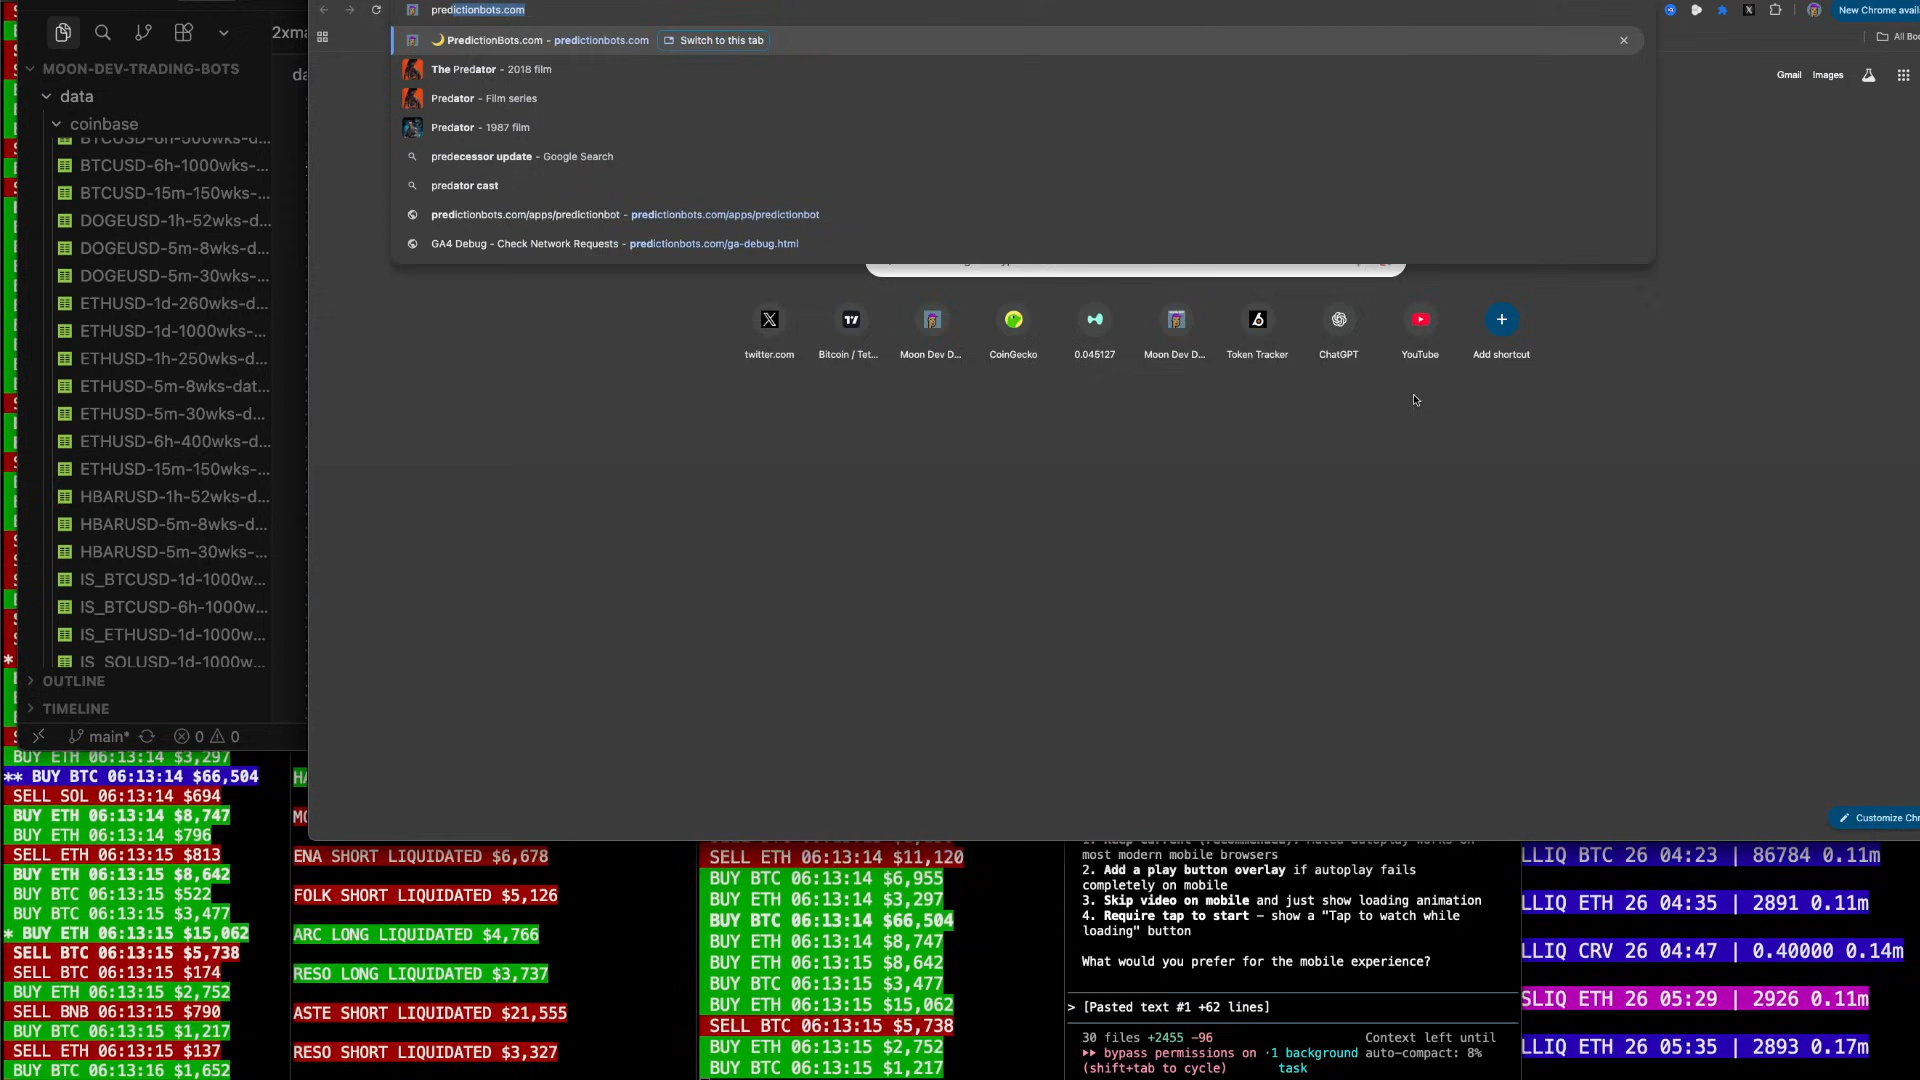 predictionbots.com
New Chrome avail
2xma
All Boo
🌙 PredictionBots.com - predictionbots.com
Switch to this tab
The Predator - 2018 film
Predator - Film series
Predator - 1987 film
predecessor update - Google Search
predator cast
predictionbots.com/apps/predictionbot - predictionbots.com/apps/predictionbot
GA4 Debug - Check Network Requests - predictionbots.com/ga-debug.html
Gmail
Images
twitter.com
Bitcoin / Tet...
Moon Dev D...
CoinGecko
0.045127
Moon Dev D...
Token Tracker
ChatGPT
YouTube
Add shortcut
Customize Chr
MOON-DEV-TRADING-BOTS
da
data
coinbase
BTCUSD-6h-500wks-d...
BTCUSD-6h-1000wks-...
BTCUSD-15m-150wks-...
DOGEUSD-1h-52wks-d...
DOGEUSD-5m-8wks-d...
DOGEUSD-5m-30wks-...
ETHUSD-1d-260wks-d...
ETHUSD-1d-1000wks-...
ETHUSD-1h-250wks-d...
ETHUSD-5m-8wks-dat...
ETHUSD-5m-30wks-d...
ETHUSD-6h-400wks-d...
ETHUSD-15m-150wks-...
HBARUSD-1h-52wks-d...
HBARUSD-5m-8wks-d...
HBARUSD-5m-30wks-...
IS_BTCUSD-1d-1000w...
IS_BTCUSD-6h-1000w...
IS_ETHUSD-1d-1000w...
IS_SOLUSD-1d-1000w...
OUTLINE
TIMELINE
main*
0
0
BUY ETH 06:13:14 $3,297
** BUY BTC 06:13:14 $66,504
SELL SOL 06:13:14 $694
BUY ETH 06:13:14 $8,747
BUY ETH 06:13:14 $796
SELL ETH 06:13:15 $813
BUY ETH 06:13:15 $8,642
BUY BTC 06:13:15 $522
BUY BTC 06:13:15 $3,477
* BUY ETH 06:13:15 $15,062
SELL BTC 06:13:15 $5,738
SELL BTC 06:13:15 $174
BUY ETH 06:13:15 $2,752
SELL BNB 06:13:15 $790
BUY BTC 06:13:15 $1,217
SELL ETH 06:13:15 $137
BUY BTC 06:13:16 $1,652
HA
MO
ENA SHORT LIQUIDATED $6,678
FOLK SHORT LIQUIDATED $5,126
ARC LONG LIQUIDATED $4,766
RESO LONG LIQUIDATED $3,737
ASTE SHORT LIQUIDATED $21,555
RESO SHORT LIQUIDATED $3,327
SELL ETH 06:13:14 $11,120
BUY BTC 06:13:14 $6,955
BUY ETH 06:13:14 $3,297
BUY BTC 06:13:14 $66,504
BUY ETH 06:13:14 $8,747
BUY ETH 06:13:15 $8,642
BUY BTC 06:13:15 $3,477
BUY ETH 06:13:15 $15,062
SELL BTC 06:13:15 $5,738
BUY ETH 06:13:15 $2,752
BUY BTC 06:13:15 $1,217
most modern mobile browsers
2. Add a play button overlay if autoplay fails
completely on mobile
3. Skip video on mobile and just show loading animation
4. Require tap to start – show a "Tap to watch while
loading" button
What would you prefer for the mobile experience?
> [Pasted text #1 +62 lines]
30 files +2455 -96
Context left until
bypass permissions on · 1 background auto-compact: 8%
(shift+tab to cycle) task
LLIQ BTC 26 04:23 | 86784 0.11m
LLIQ ETH 26 04:35 | 2891 0.11m
LLIQ CRV 26 04:47 | 0.40000 0.14m
SLIQ ETH 26 05:29 | 2926 0.11m
LLIQ ETH 26 05:35 | 2893 0.17m